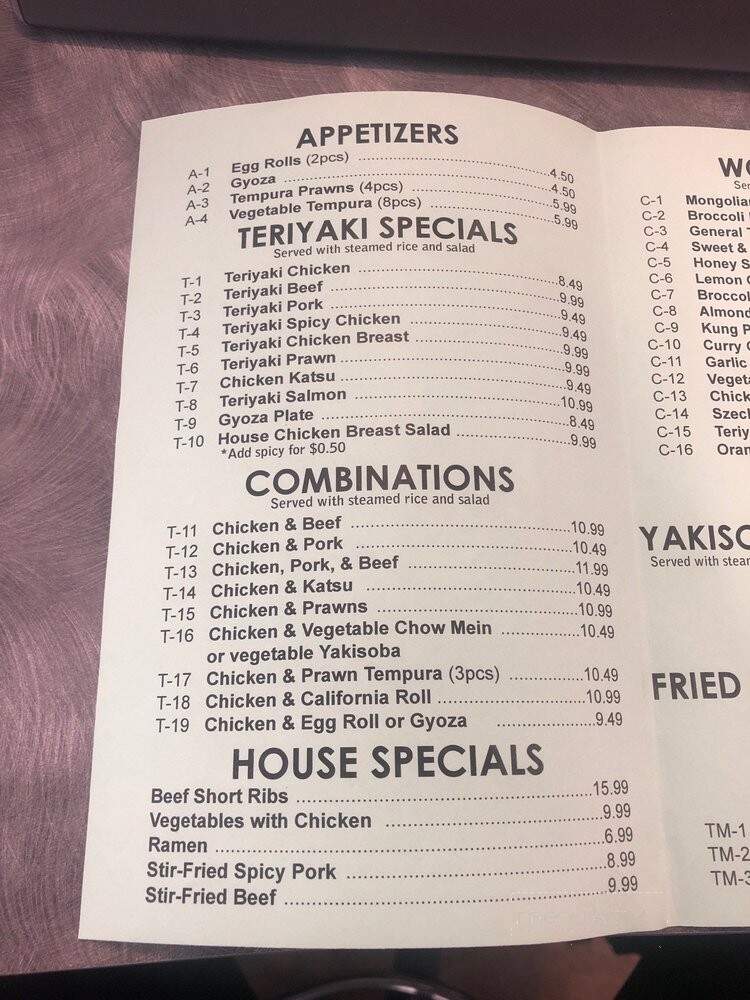 APPETIZERS
A-1 Egg Rolls (2pcs) 4.50
A-2 Gyoza 4.50
A-3 Tempura Prawns (4pcs) 5.99
A-4 Vegetable Tempura (8pcs) 5.99
TERIYAKI SPECIALS
Served with steamed rice and salad
T-1 Teriyaki Chicken 8.49
T-2 Teriyaki Beef 9.99
T-3 Teriyaki Pork 9.49
T-4 Teriyaki Spicy Chicken 9.49
T-5 Teriyaki Chicken Breast 9.99
T-6 Teriyaki Prawn 9.99
T-7 Chicken Katsu 9.49
T-8 Teriyaki Salmon 10.99
T-9 Gyoza Plate 8.49
T-10 House Chicken Breast Salad 9.99
*Add spicy for $0.50
COMBINATIONS
Served with steamed rice and salad
T-11 Chicken & Beef 10.99
T-12 Chicken & Pork 10.49
T-13 Chicken, Pork, & Beef 11.99
T-14 Chicken & Katsu 10.49
T-15 Chicken & Prawns 10.99
T-16 Chicken & Vegetable Chow Mein 10.49
or vegetable Yakisoba
T-17 Chicken & Prawn Tempura (3pcs) 10.49
T-18 Chicken & California Roll 10.99
T-19 Chicken & Egg Roll or Gyoza 9.49
HOUSE SPECIALS
Beef Short Ribs 15.99
Vegetables with Chicken 9.99
Ramen 6.99
Stir-Fried Spicy Pork 8.99
Stir-Fried Beef 9.99
C-1 Mongolian
C-2 Broccoli
C-3 General
C-4 Sweet &
C-5 Honey
C-6 Lemon
C-7
C-8 Almond
C-9 Kung
C-10 Curry
C-11 Garlic
C-12
C-13
C-14
C-15
C-16
Served with
FRIED
TM-1
TM-2
TM-3